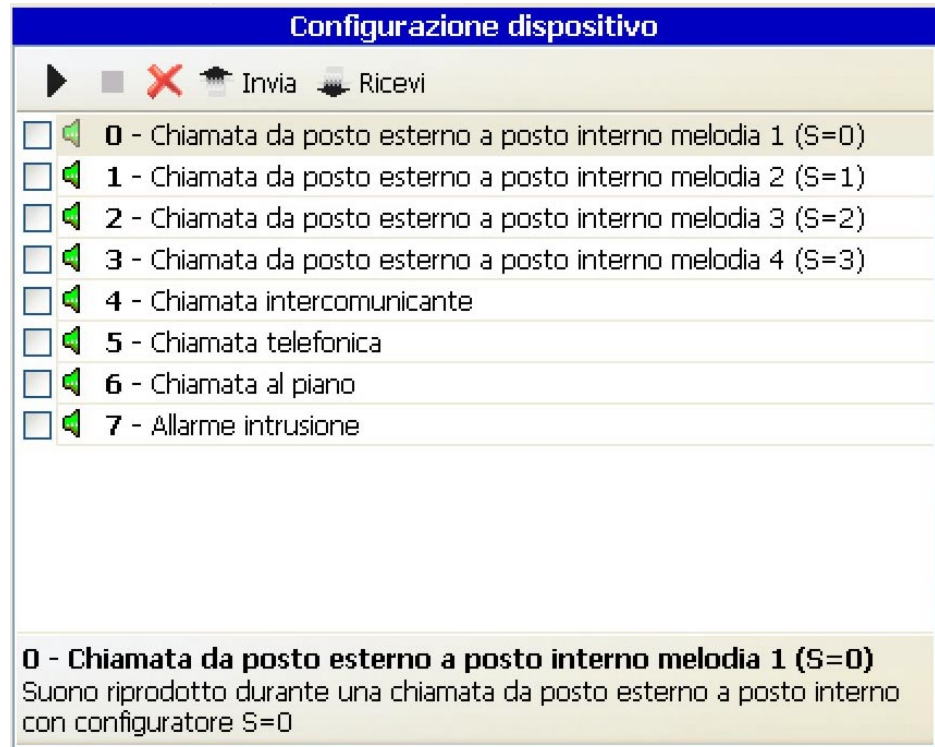 Configurazione dispositivo
Invia Ricevi
0 - Chiamata da posto esterno a posto interno melodia 1 (S=0)
1 - Chiamata da posto esterno a posto interno melodia 2 (S=1)
2 - Chiamata da posto esterno a posto interno melodia 3 (S=2)
3 - Chiamata da posto esterno a posto interno melodia 4 (S=3)
4 - Chiamata intercomunicante
5 - Chiamata telefonica
6 - Chiamata al piano
7 - Allarme intrusione
0 - Chiamata da posto esterno a posto interno melodia 1 (S=0)
Suono riprodotto durante una chiamata da posto esterno a posto interno
con configuratore S=0